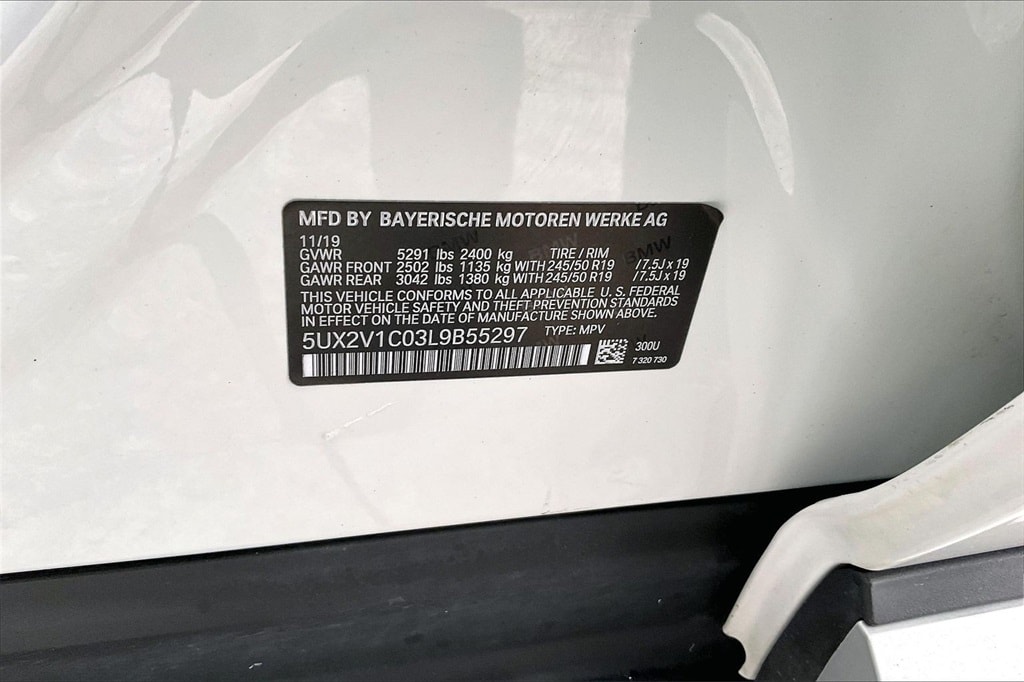 MFD BY BAYERISCHE MOTOREN WERKE AG
11/19
GVWR 5291 lbs 2400 kg TIRE / RIM
GAWR FRONT 2502 lbs 1135 kg WITH 245/50 R19 /7.5J x 19
GAWR REAR 3042 lbs 1380 kg WITH 245/50 R19 /7.5J x 19
THIS VEHICLE CONFORMS TO ALL APPLICABLE U. S. FEDERAL
MOTOR VEHICLE SAFETY AND THEFT PREVENTION STANDARDS
IN EFFECT ON THE DATE OF MANUFACTURE SHOWN ABOVE.
5UX2V1C03L9B55297 TYPE: MPV
300U
7 320 730
BMW BMW BMW